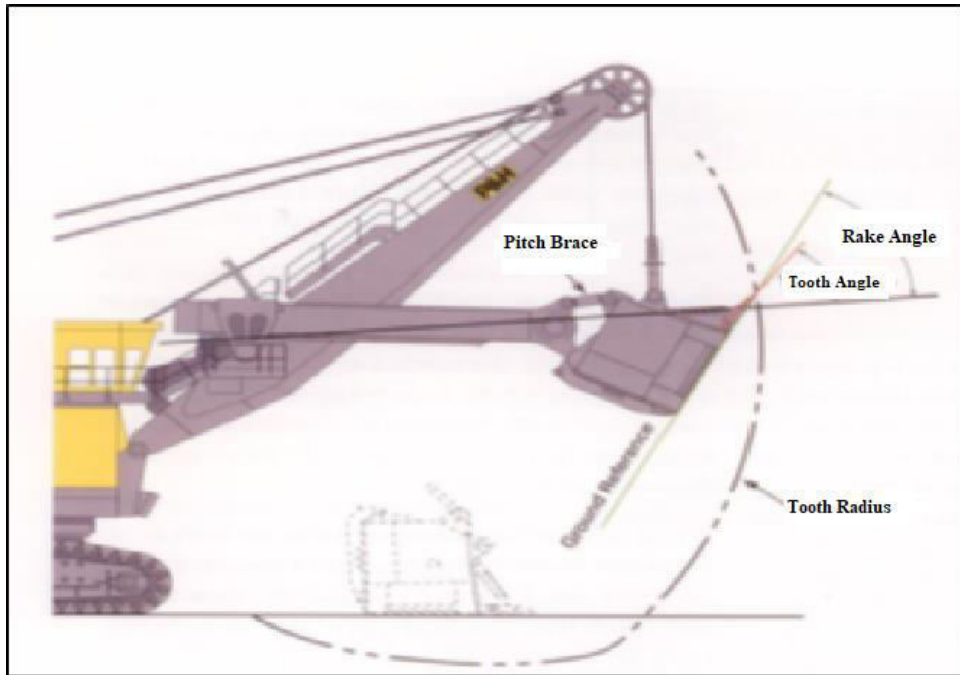 P&H
Pitch Brace
Rake Angle
Tooth Angle
Ground Reference
Tooth Radius